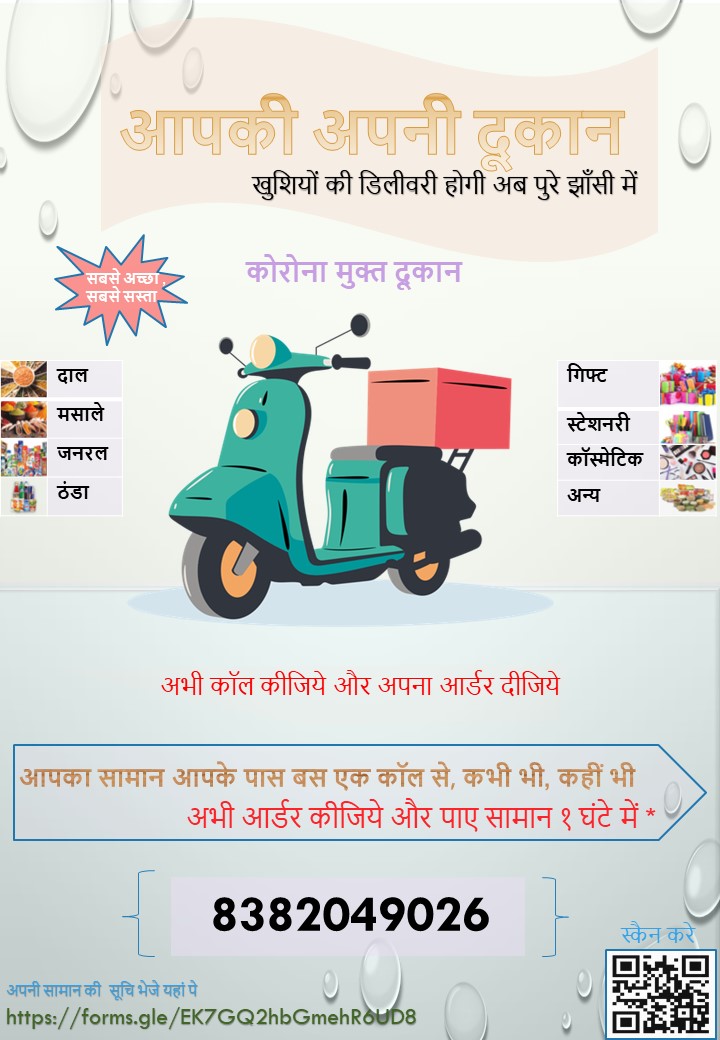 आपकी अपनी दूकान
खुशियों की डिलीवरी होगी अब पुरे झाँसी में
सबसे अच्छा ,
सबसे सस्ता
कोरोना मुक्त दूकान
दाल
मसाले
जनरल
ठंडा
गिफ्ट
स्टेशनरी
कॉस्मेटिक
अन्य
अभी कॉल कीजिये और अपना आर्डर दीजिये
आपका सामान आपके पास बस एक कॉल से, कभी भी, कहीं भी
अभी आर्डर कीजिये और पाए सामान १ घंटे में *
8382049026
स्कैन करे
अपनी सामान की सूचि भेजे यहां पे
https://forms.gle/EK7GQ2hbGmehR6UD8